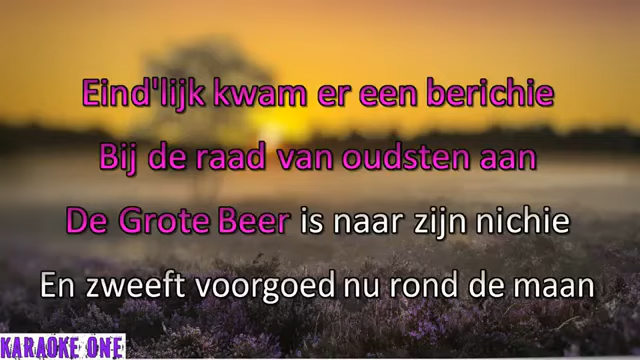 Eind'lijk kwam er een berichie
Bij de raad van oudsten aan
De Grote Beer is naar zijn nichie
En zweeft voorgoed nu rond de maan
KARAOKE ONE